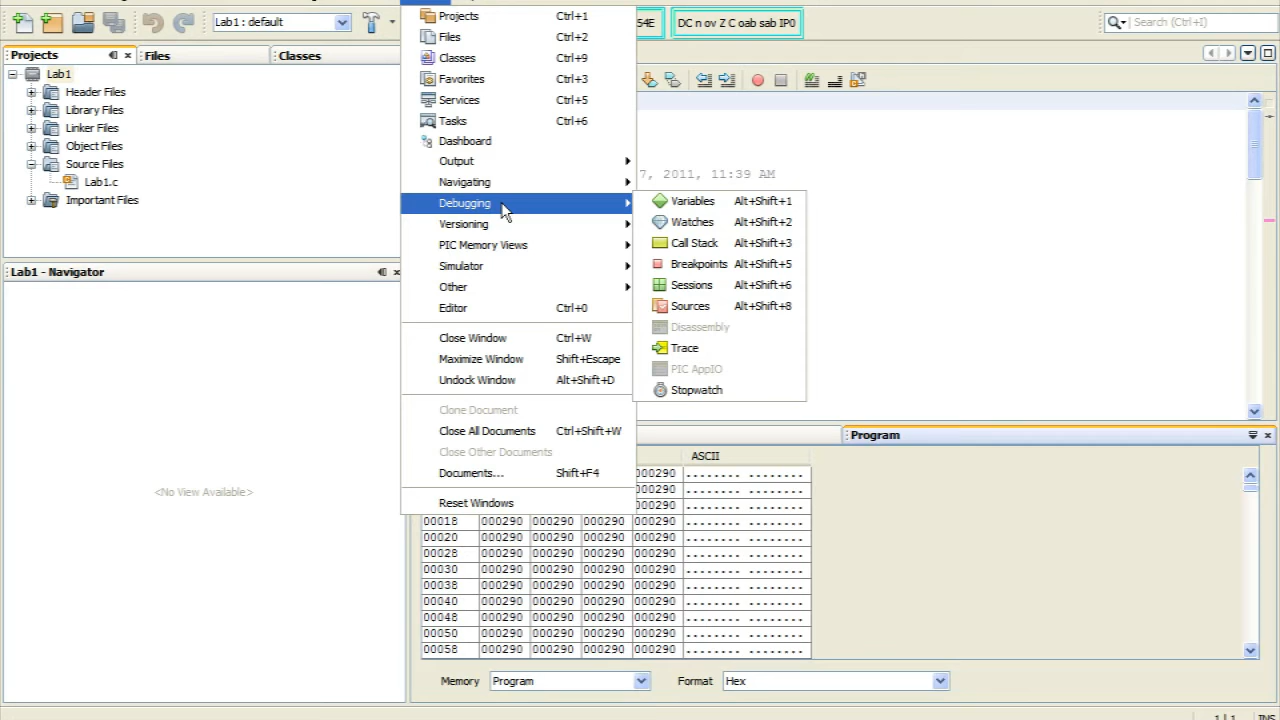 Lab1 : default
54E
DC n ov Z C oab sab IP0
Search (Ctrl+I)
Projects
Files
Classes
Lab1
Header Files
Library Files
Linker Files
Object Files
Source Files
Lab1.c
Important Files
Lab1 - Navigator
<No View Available>
Projects Ctrl+1
Files Ctrl+2
Classes Ctrl+9
Favorites Ctrl+3
Services Ctrl+5
Tasks Ctrl+6
Dashboard
Output
Navigating
Debugging
Versioning
PIC Memory Views
Simulator
Other
Editor Ctrl+0
Close Window Ctrl+W
Maximize Window Shift+Escape
Undock Window Alt+Shift+D
Clone Document
Close All Documents Ctrl+Shift+W
Close Other Documents
Documents... Shift+F4
Reset Windows
7, 2011, 11:39 AM
Variables Alt+Shift+1
Watches Alt+Shift+2
Call Stack Alt+Shift+3
Breakpoints Alt+Shift+5
Sessions Alt+Shift+6
Sources Alt+Shift+8
Disassembly
Trace
PIC AppIO
Stopwatch
Program
ASCII
000290 ........ ........
000290 ........ ........
000290 ........ ........
00018 000290 000290 000290 000290 ........ ........
00020 000290 000290 000290 000290 ........ ........
00028 000290 000290 000290 000290 ........ ........
00030 000290 000290 000290 000290 ........ ........
00038 000290 000290 000290 000290 ........ ........
00040 000290 000290 000290 000290 ........ ........
00048 000290 000290 000290 000290 ........ ........
00050 000290 000290 000290 000290 ........ ........
00058 000290 000290 000290 000290 ........ ........
Memory Program Format Hex
1 | 1 INS